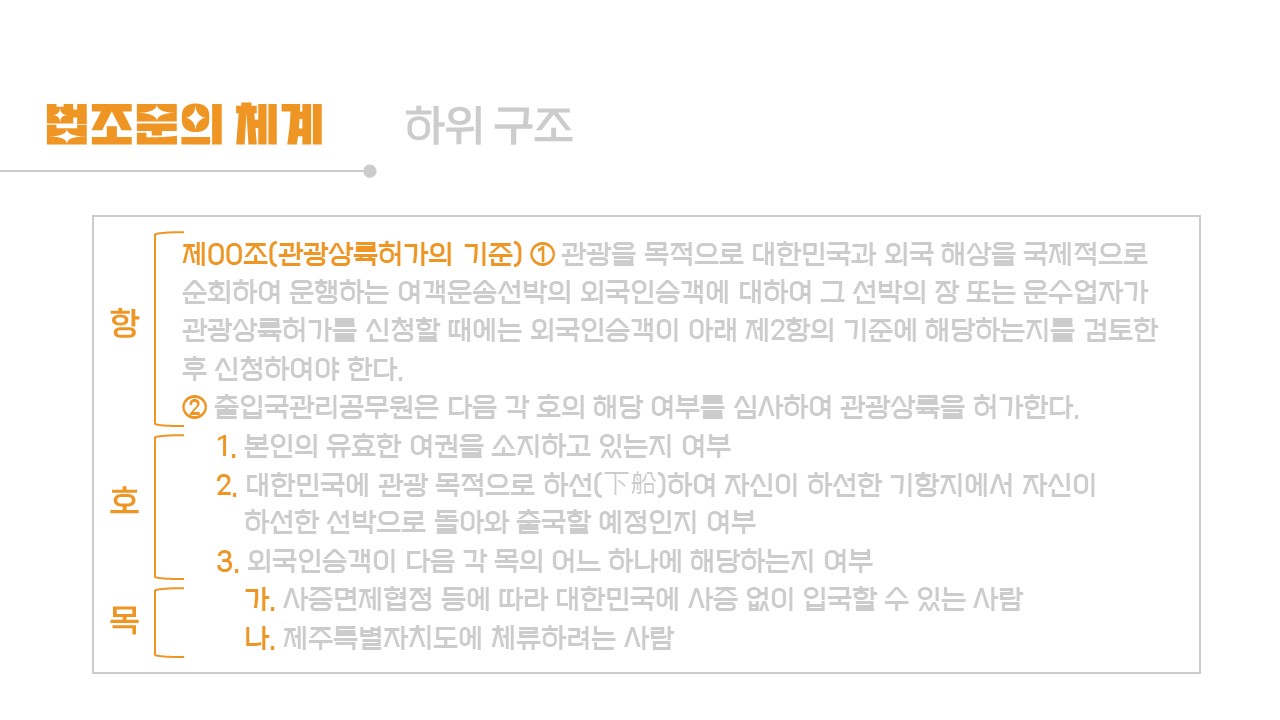 법조문의 체계 하위 구조
제00조(관광상륙허가의 기준) ① 관광을 목적으로 대한민국과 외국 해상을 국제적으로
순회하여 운행하는 여객운송선박의 외국인승객에 대하여 그 선박의 장 또는 운수업자가
관광상륙허가를 신청할 때에는 외국인승객이 아래 제2항의 기준에 해당하는지를 검토한
후 신청하여야 한다.
② 출입국관리공무원은 다음 각 호의 해당 여부를 심사하여 관광상륙을 허가한다.
항
1. 본인의 유효한 여권을 소지하고 있는지 여부
2. 대한민국에 관광 목적으로 하선(下船)하여 자신이 하선한 기항지에서 자신이
하선한 선박으로 돌아와 출국할 예정인지 여부
3. 외국인승객이 다음 각 목의 어느 하나에 해당하는지 여부
호
가. 사증면제협정 등에 따라 대한민국에 사증 없이 입국할 수 있는 사람
나. 제주특별자치도에 체류하려는 사람
목